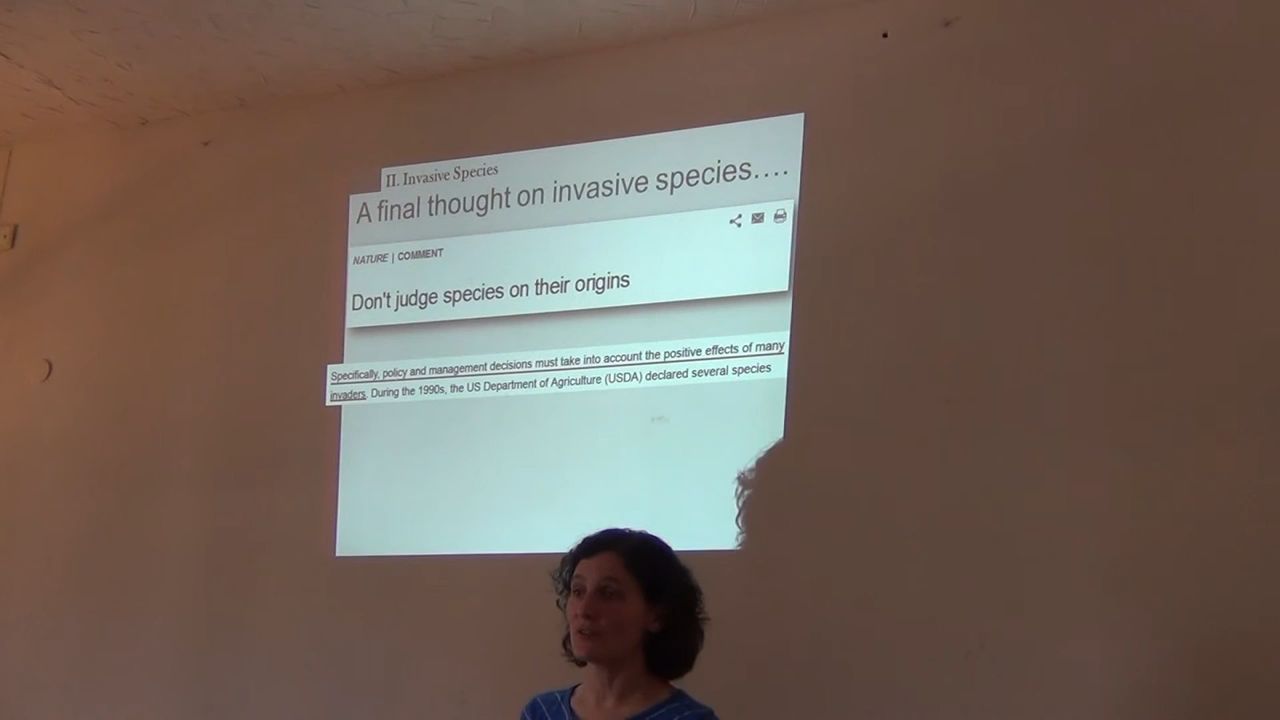 II. Invasive Species
A final thought on invasive species....
NATURE | COMMENT
Don't judge species on their origins
Specifically, policy and management decisions must take into account the positive effects of many
invaders. During the 1990s, the US Department of Agriculture (USDA) declared several species